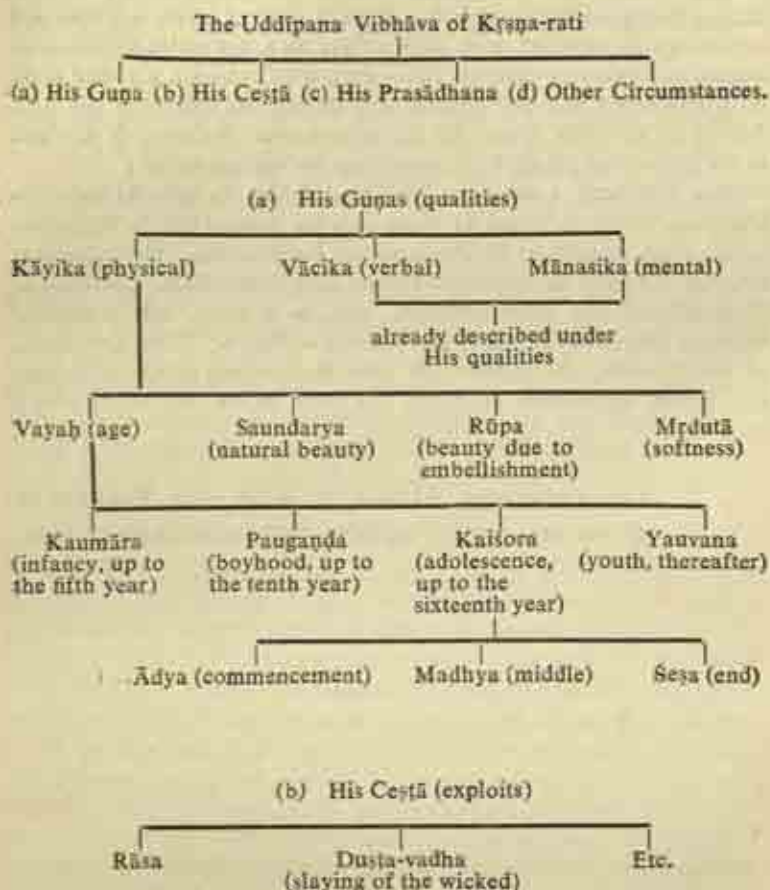 The Uddīpana Vibhāva of Kṛṣṇa-rati
(a) His Guṇa (b) His Ceṣṭā (c) His Prasādhana (d) Other Circumstances.
(a) His Guṇas (qualities)
Kāyika (physical) Vācika (verbal) Mānasika (mental)
already described under
His qualities
Vayaḥ (age) Saundarya Rūpa Mṛdutā
(natural beauty) (beauty due to (softness)
embellishment)
Kaumāra Paugaṇḍa Kaiśora Yauvana
(infancy, up to (boyhood, up to (adolescence, (youth, thereafter)
the fifth year) the tenth year) up to the
sixteenth year)
Ādya (commencement) Madhya (middle) Śeṣa (end)
(b) His Ceṣṭā (exploits)
Rāsa Duṣṭa-vadha Etc.
(slaying of the wicked)